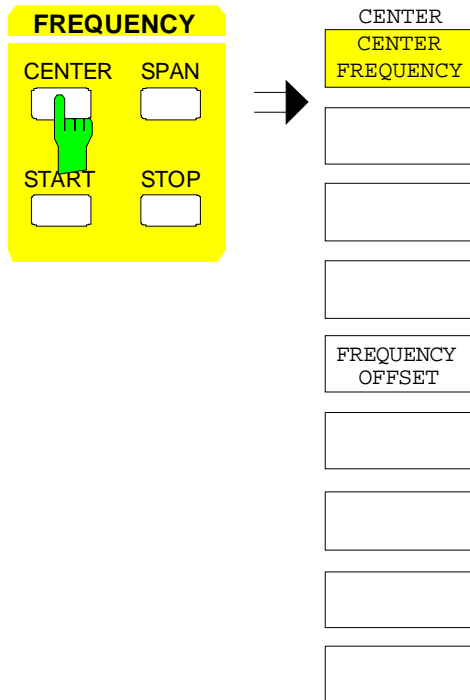 FREQUENCY
CENTER SPAN
START STOP
CENTER
CENTER
FREQUENCY
FREQUENCY
OFFSET